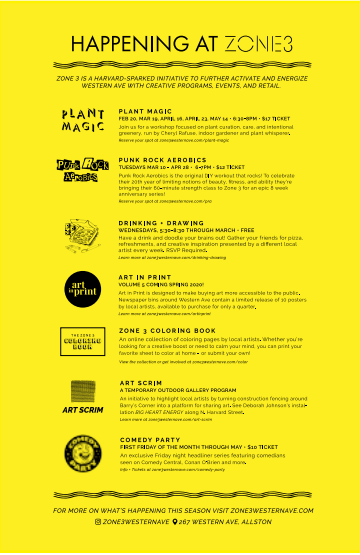 HAPPENING AT ZONE3
ZONE 3 IS A HARVARD-SPARKED INITIATIVE TO FURTHER ACTIVATE AND ENERGIZE
WESTERN AVE WITH CREATIVE PROGRAMS, EVENTS, AND RETAIL.
PLANT
MAGIC
PLANT MAGIC
FEB 20, MAR 19, APRIL 16, APRIL 23, MAY 14 • 6:30-8PM • $17 TICKET
Join us for a workshop focused on plant curation, care, and intentional
greenery, run by Cheryl Rafuse, indoor gardener and plant whisperer.
Reserve your spot at zone3westernave.com/plant-magic
PUNK ROCK
AEROBICS
PUNK ROCK AEROBICS
TUESDAYS MAR 10 - APR 28 • 6-7PM • $12 TICKET
Punk Rock Aerobics is the original DIY workout that rocks! To celebrate
their 20th year of limiting notions of beauty, fitness, and ability they're
bringing their 60-minute strength class to Zone 3 for an epic 8 week
anniversary series!
Reserve your spot at zone3westernave.com/pra
DRINKING + DRAWING
WEDNESDAYS, 5:30-8:30 THROUGH MARCH • FREE
Have a drink and doodle your brains out! Gather your friends for pizza,
refreshments, and creative inspiration presented by a different local
artist every week. RSVP Required.
Learn more at zone3westernave.com/drinking-drawing
art
in print
ART IN PRINT
VOLUME 5 COMING SPRING 2020!
Art in Print is designed to make buying art more accessible to the public.
Newspaper bins around Western Ave contain a limited release of 10 posters
by local artists, available to purchase for only a quarter.
Learn more at zone3westernave.com/artinprint
THE ZONE 3
COLORING
BOOK
ZONE 3 COLORING BOOK
An online collection of coloring pages by local artists. Whether you're
looking for a creative boost or need to calm your mind, you can print your
favorite sheet to color at home - or submit your own!
View the collection or get involved at zone3westernave.com/color
ART SCRIM
ART SCRIM
A TEMPORARY OUTDOOR GALLERY PROGRAM
An initiative to highlight local artists by turning construction fencing around
Barry's Corner into a platform for sharing art. See Deborah Johnson's instal-
lation BIG HEART ENERGY along N. Harvard Street.
Learn more at zone3westernave.com/art-scrim
COMEDY
PARTY
COMEDY PARTY
FIRST FRIDAY OF THE MONTH THROUGH MAY • $10 TICKET
An exclusive Friday night headliner series featuring comedians
seen on Comedy Central, Conan O'Brien and more.
Info + Tickets at zone3westernave.com/comedy-party
FOR MORE ON WHAT'S HAPPENING THIS SEASON VISIT ZONE3WESTERNAVE.COM
ZONE3WESTERNAVE 267 WESTERN AVE, ALLSTON